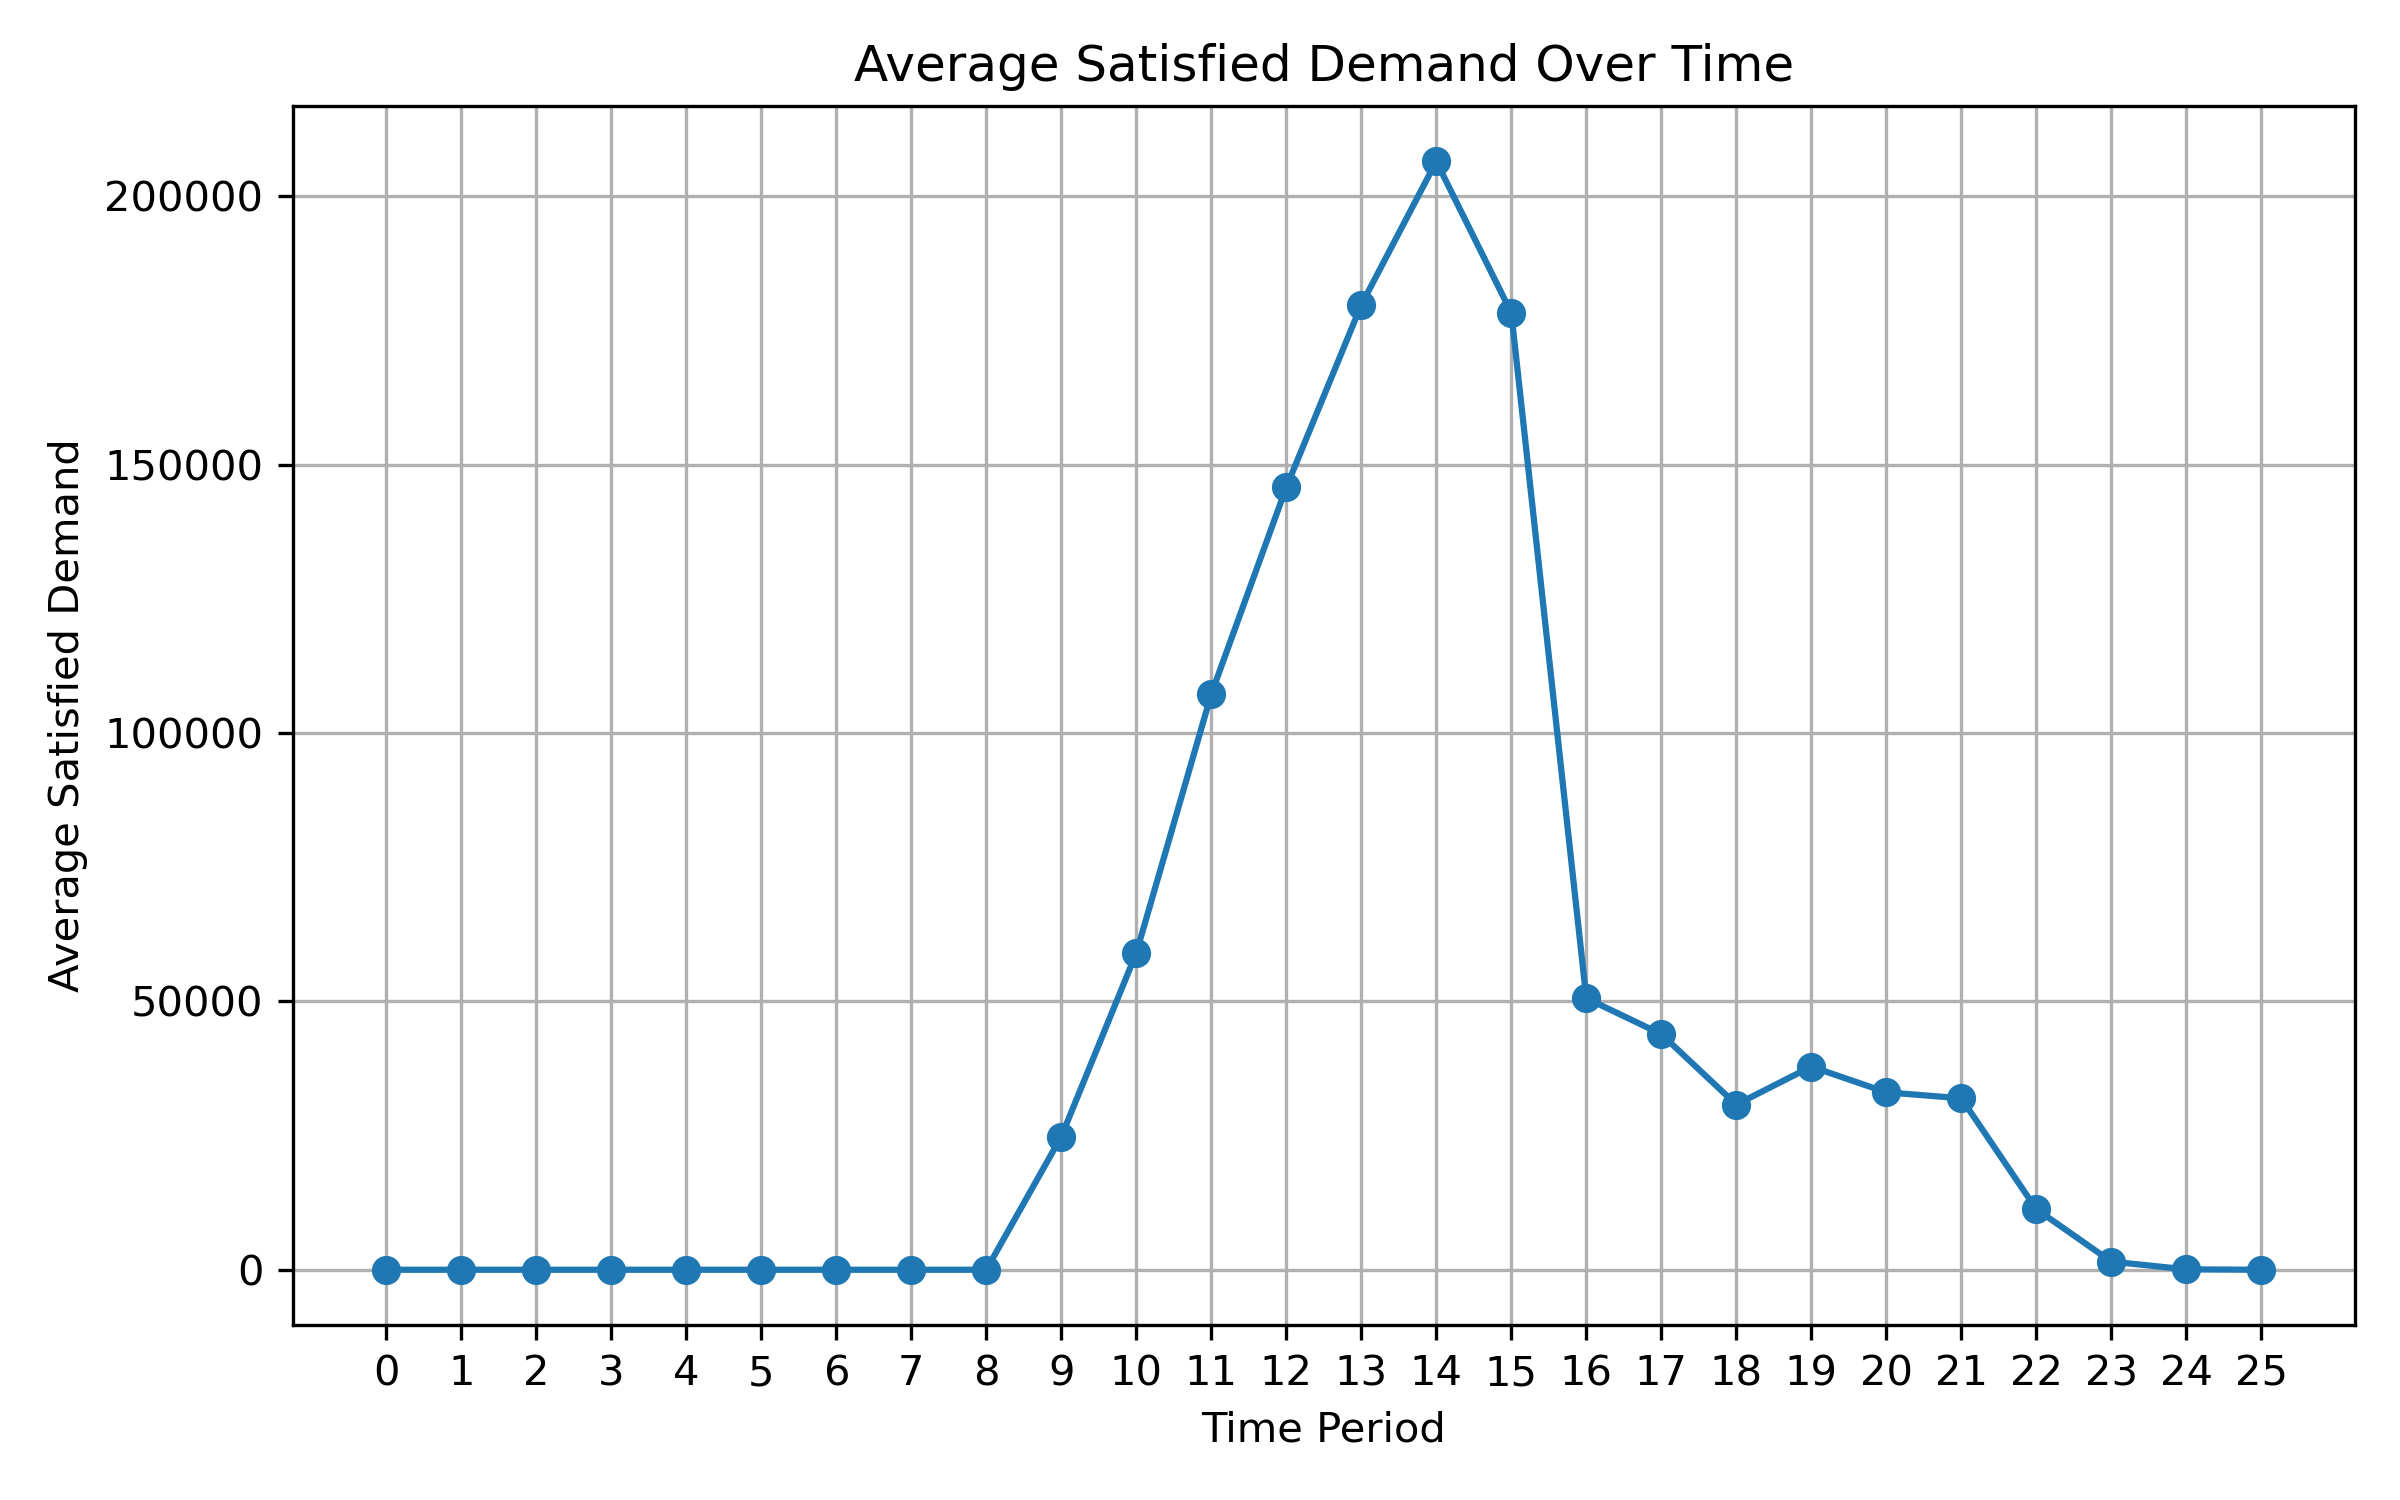 Average Satisfied Demand Over Time
Average Satisfied Demand
200000
150000
100000
50000
0
0 1 2 3 4 5 6 7 8 9 10 11 12 13 14 15 16 17 18 19 20 21 22 23 24 25
Time Period